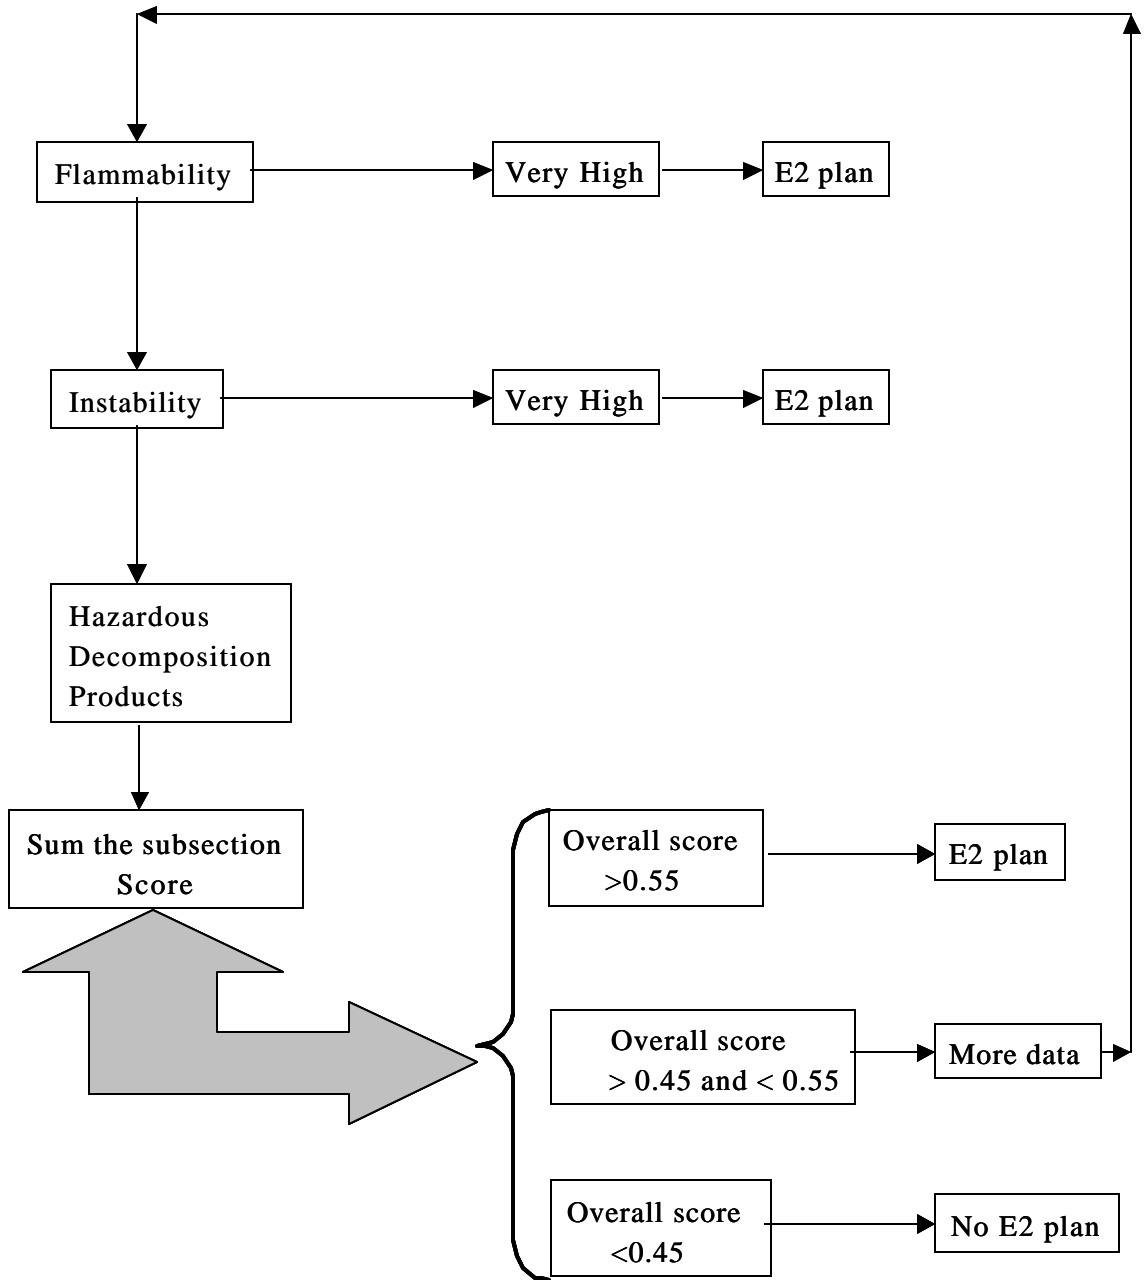 Flammability
Very High
E2 plan
Instability
Very High
E2 plan
Hazardous
Decomposition
Products
Sum the subsection
Score
Overall score
>0.55
E2 plan
Overall score
> 0.45 and < 0.55
More data
Overall score
<0.45
No E2 plan